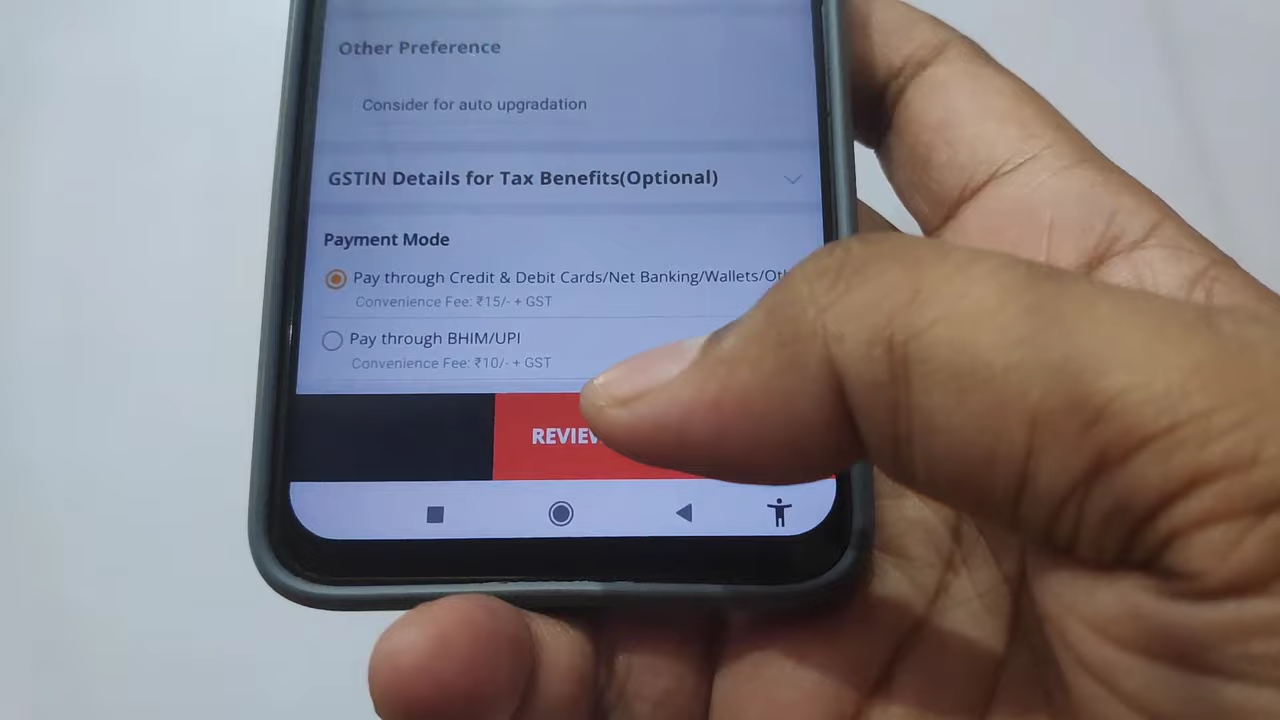 Other Preference
Consider for auto upgradation
GSTIN Details for Tax Benefits(Optional)
Payment Mode
Pay through Credit & Debit Cards/Net Banking/Wallets/
Convenience Fee: ₹15/- + GST
Pay through BHIM/UPI
Convenience Fee: ₹10/- + GST